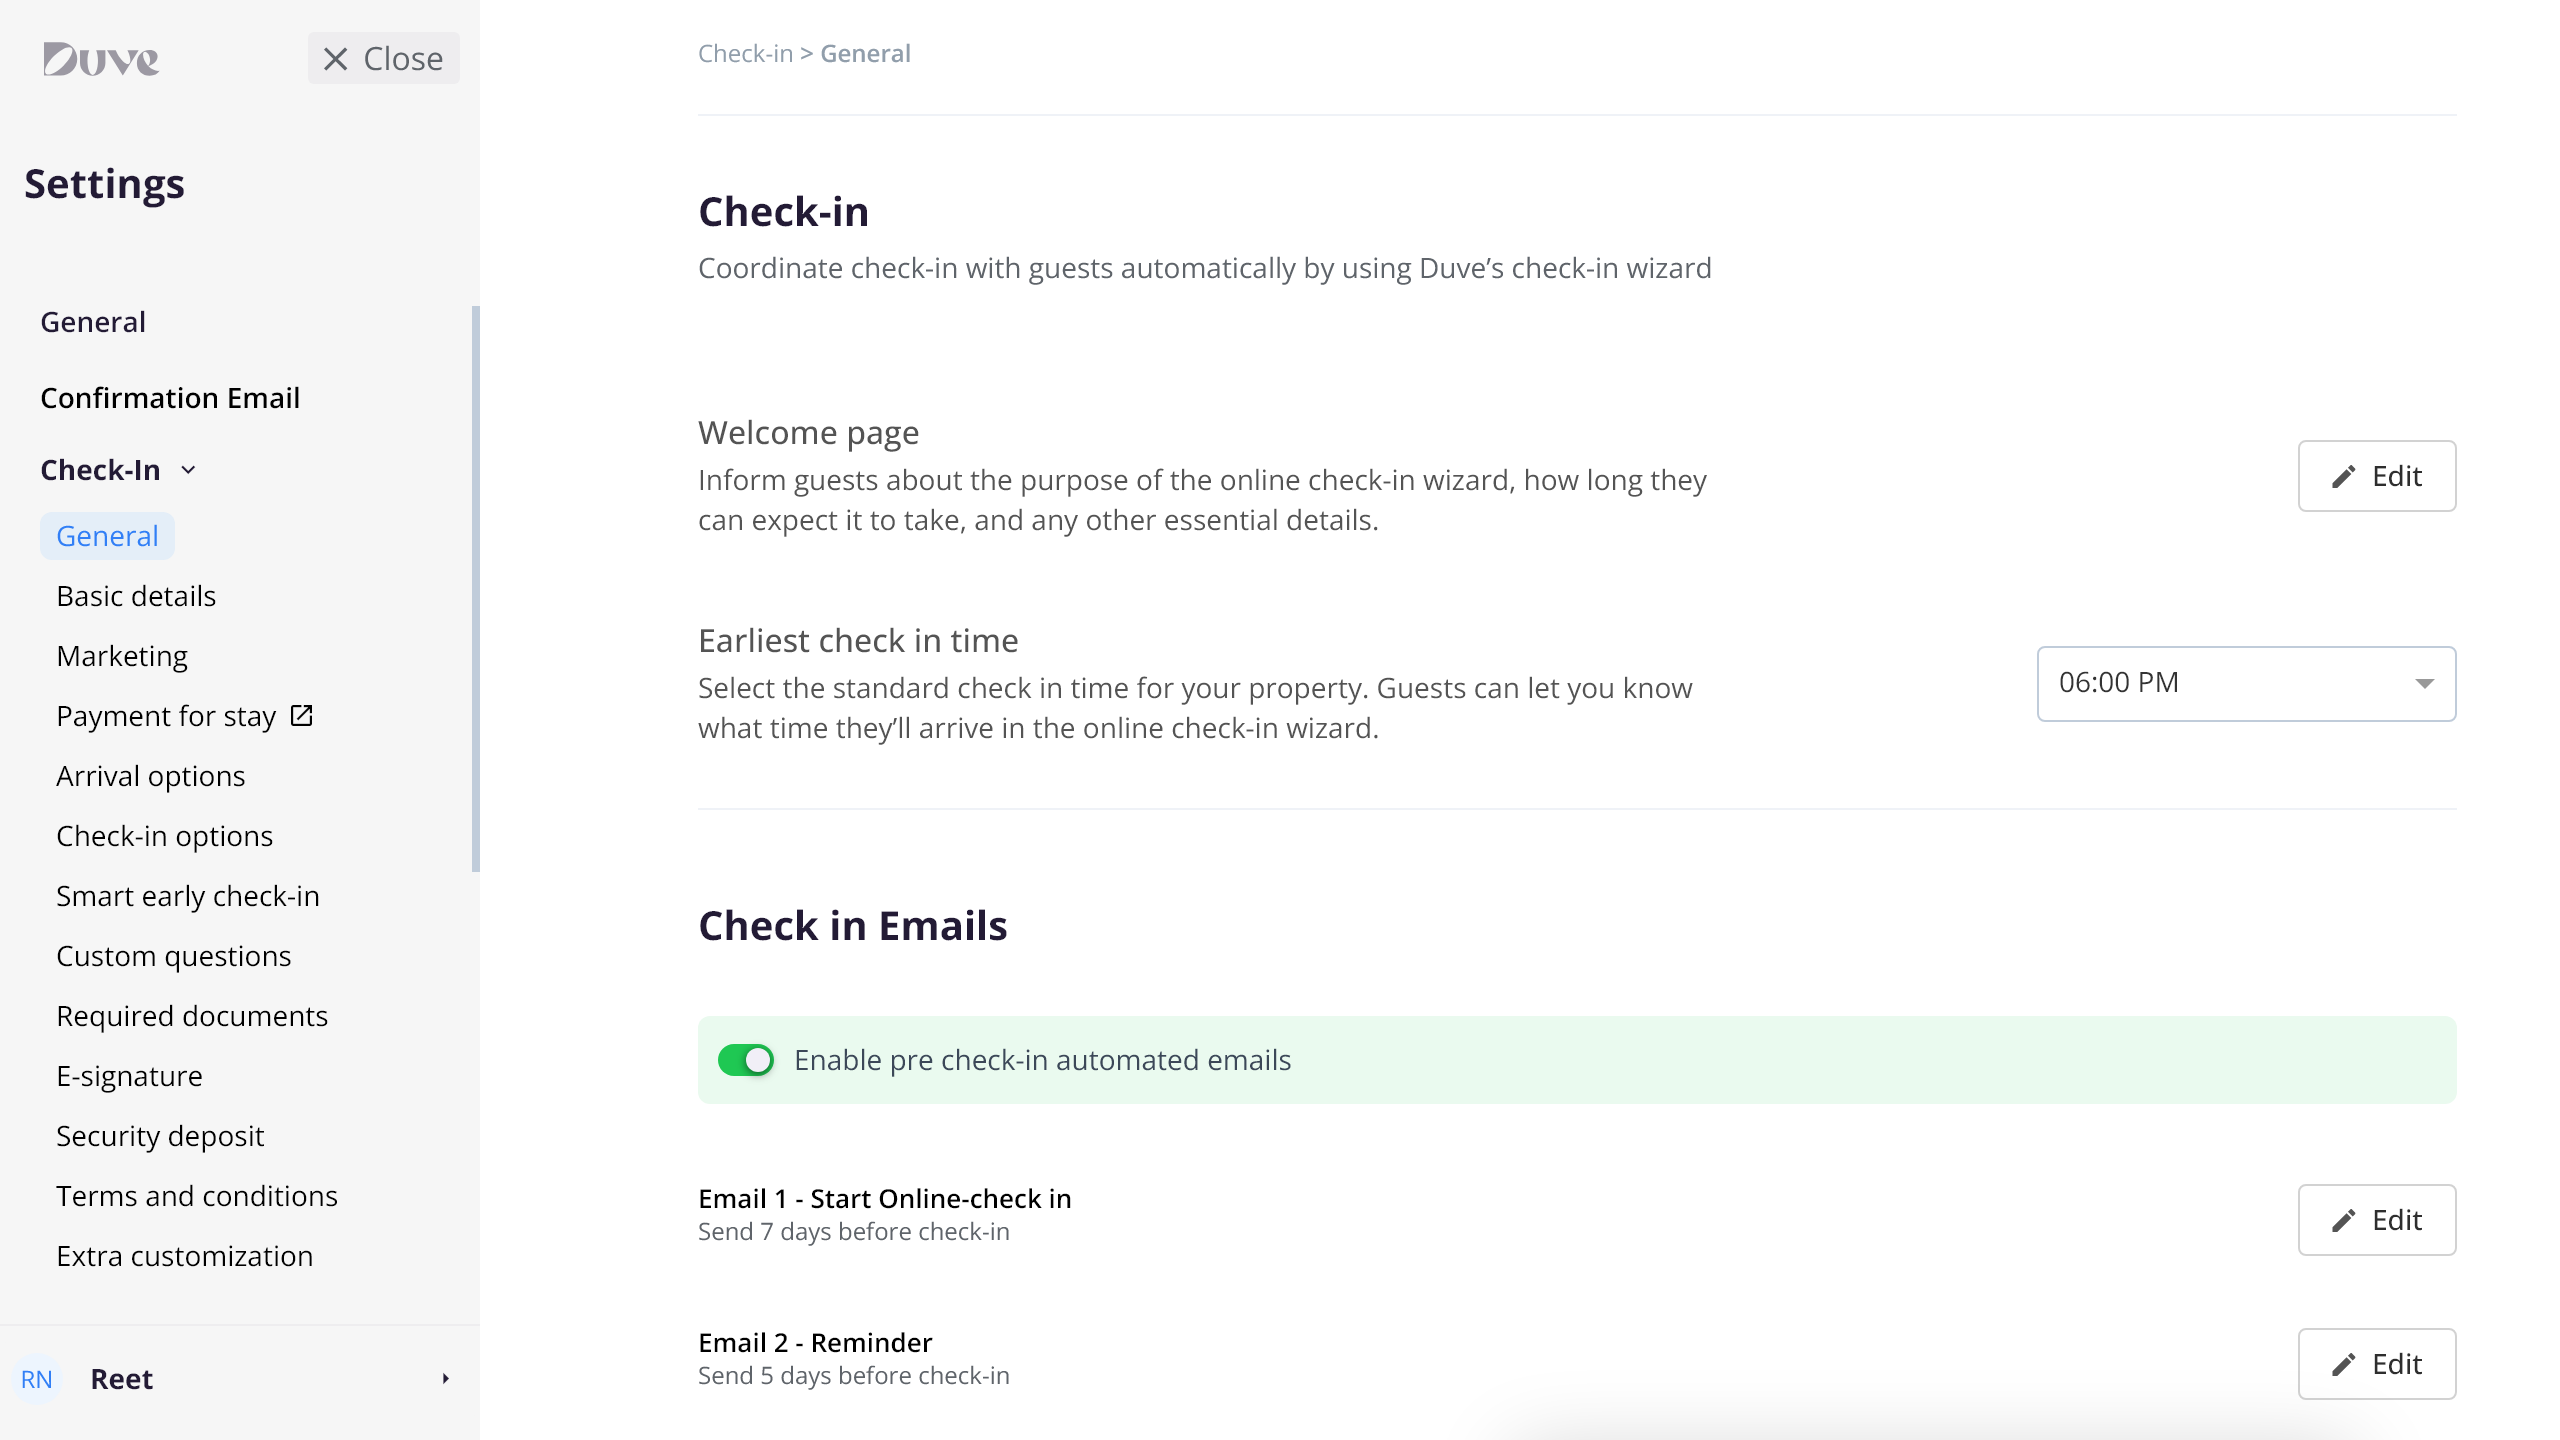 Duve
Close
Settings
General
Confirmation Email
Check-In
General
Basic details
Marketing
Payment for stay
Arrival options
Check-in options
Smart early check-in
Custom questions
Required documents
E-signature
Security deposit
Terms and conditions
Extra customization
RN
Reet
Check-in > General
Check-in
Coordinate check-in with guests automatically by using Duve’s check-in wizard
Welcome page
Inform guests about the purpose of the online check-in wizard, how long they
can expect it to take, and any other essential details.
Edit
Earliest check in time
Select the standard check in time for your property. Guests can let you know
what time they’ll arrive in the online check-in wizard.
06:00 PM
Check in Emails
Enable pre check-in automated emails
Email 1 - Start Online-check in
Send 7 days before check-in
Edit
Email 2 - Reminder
Send 5 days before check-in
Edit